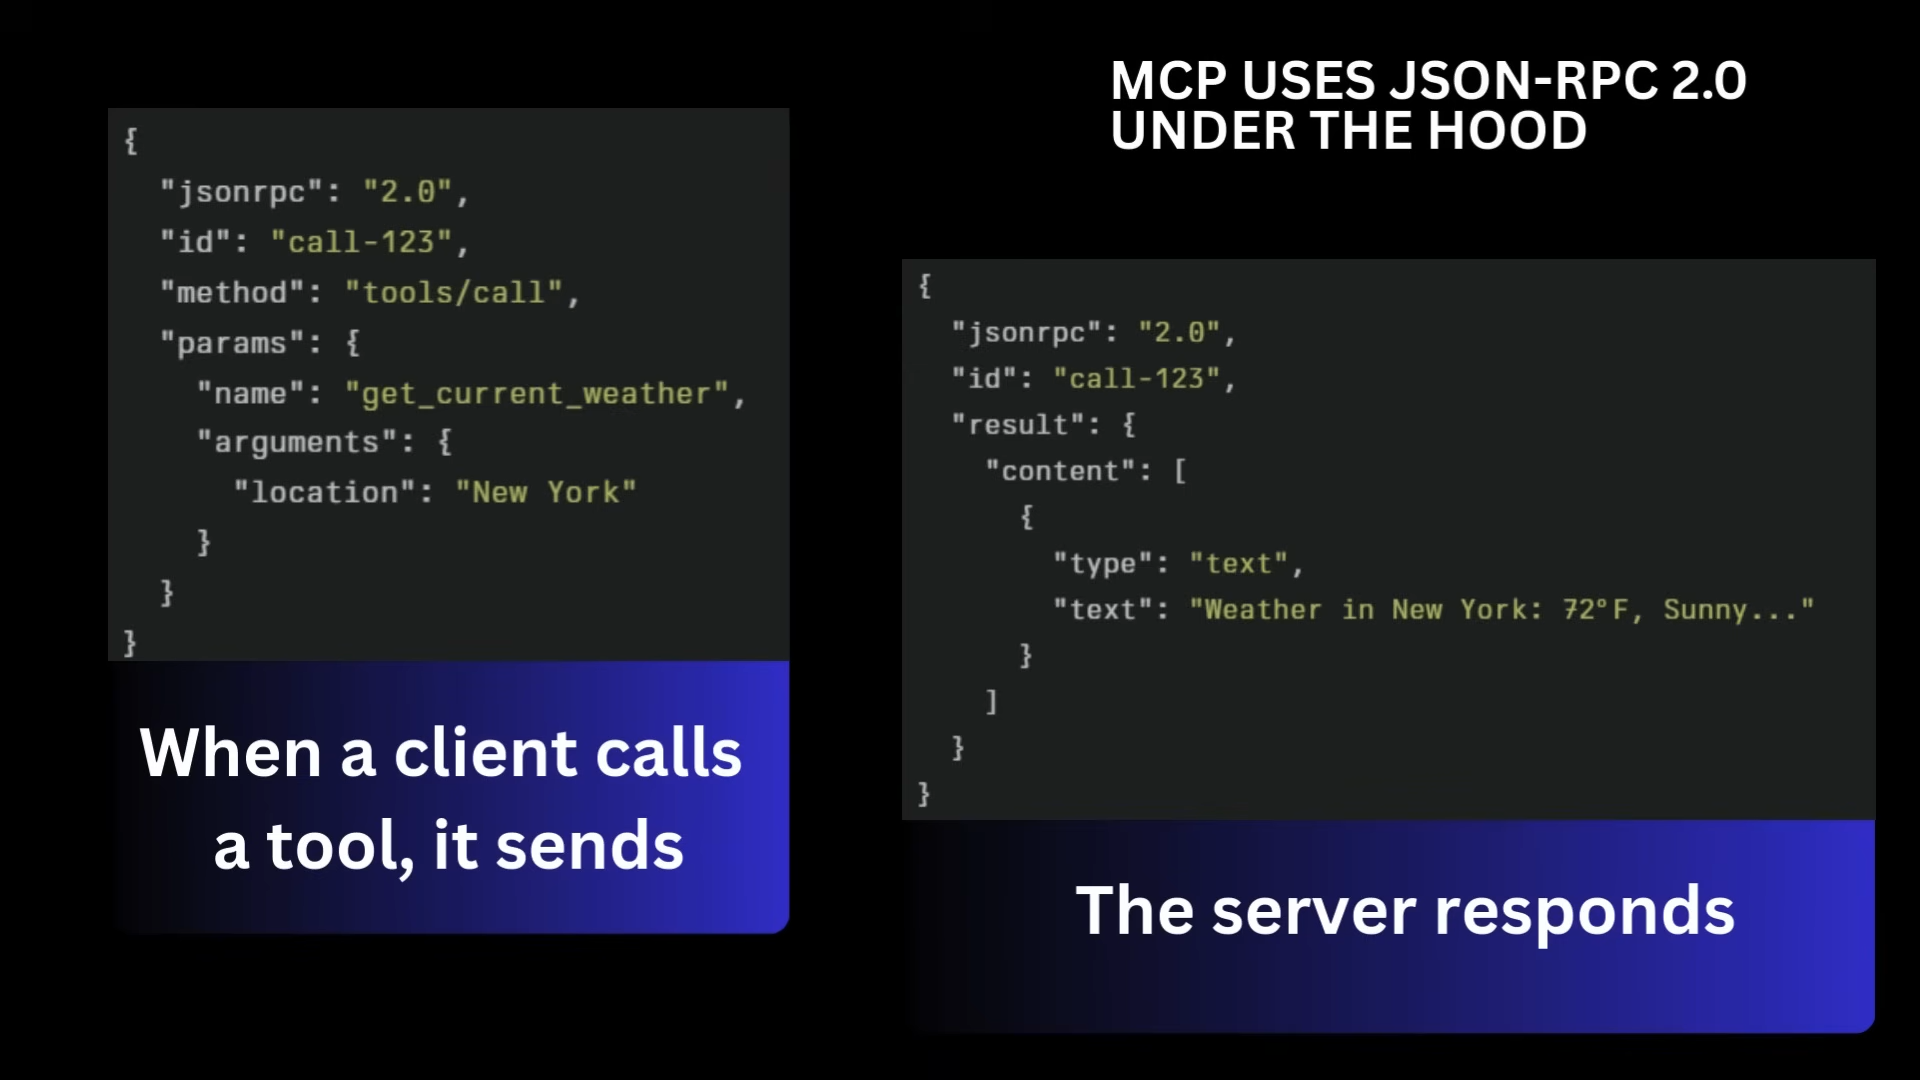 MCP USES JSON-RPC 2.0
UNDER THE HOOD
{
  "jsonrpc": "2.0",
  "id": "call-123",
  "method": "tools/call",
  "params": {
    "name": "get_current_weather",
    "arguments": {
      "location": "New York"
    }
  }
}
When a client calls
a tool, it sends
{
  "jsonrpc": "2.0",
  "id": "call-123",
  "result": {
    "content": [
      {
        "type": "text",
        "text": "Weather in New York: 72°F, Sunny..."
      }
    ]
  }
}
The server responds